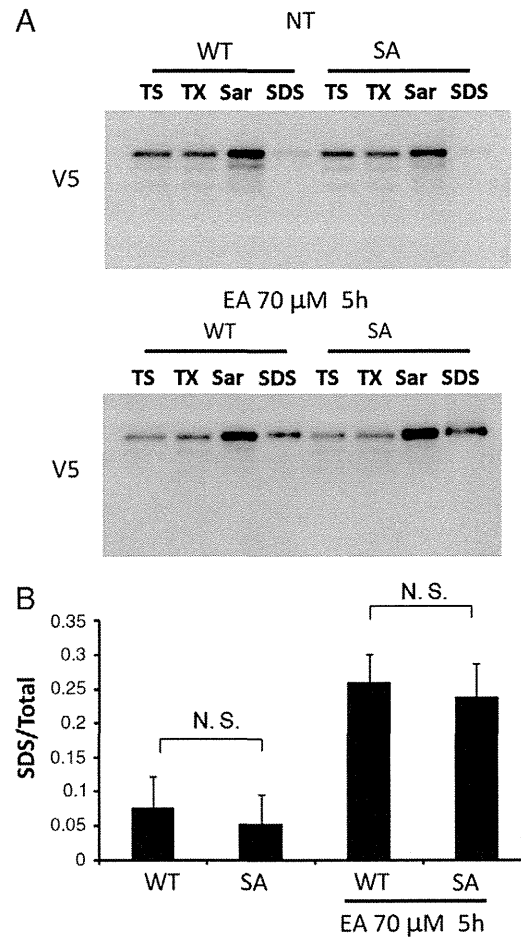 A
NT
WT SA
TS TX Sar SDS TS TX Sar SDS
V5
EA 70 μM 5h
WT SA
TS TX Sar SDS TS TX Sar SDS
V5
B
N. S.
N. S.
SDS/Total
0.35
0.3
0.25
0.2
0.15
0.1
0.05
0
WT SA WT SA
EA 70 μM 5h